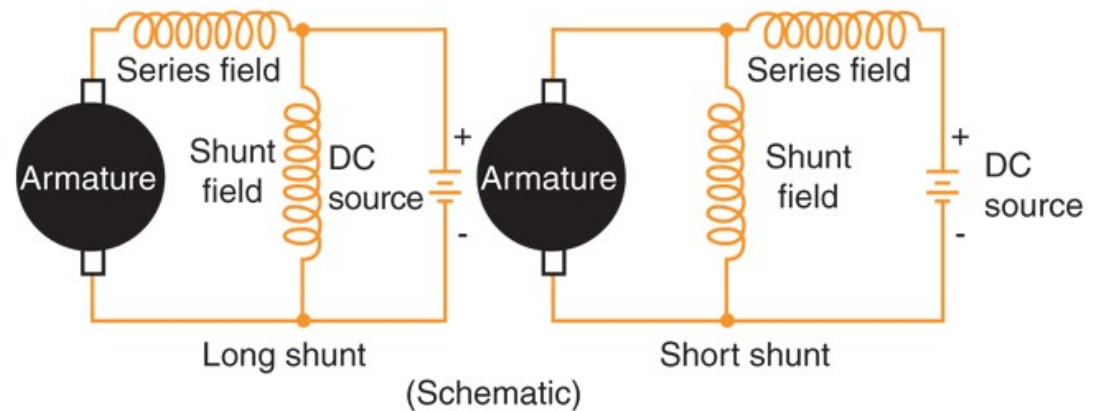 Series field
Armature
Shunt
field
DC
source
+
-
Long shunt
Series field
Armature
Shunt
field
+
-
DC
source
Short shunt
(Schematic)